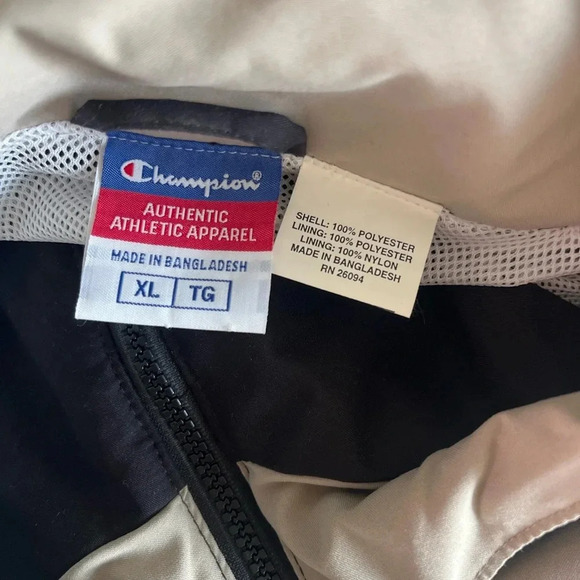 Champion®
AUTHENTIC
ATHLETIC APPAREL
MADE IN BANGLADESH
XL TG
SHELL: 100% POLYESTER
LINING: 100% POLYESTER
LINING: 100% NYLON
MADE IN BANGLADESH
RN 26094